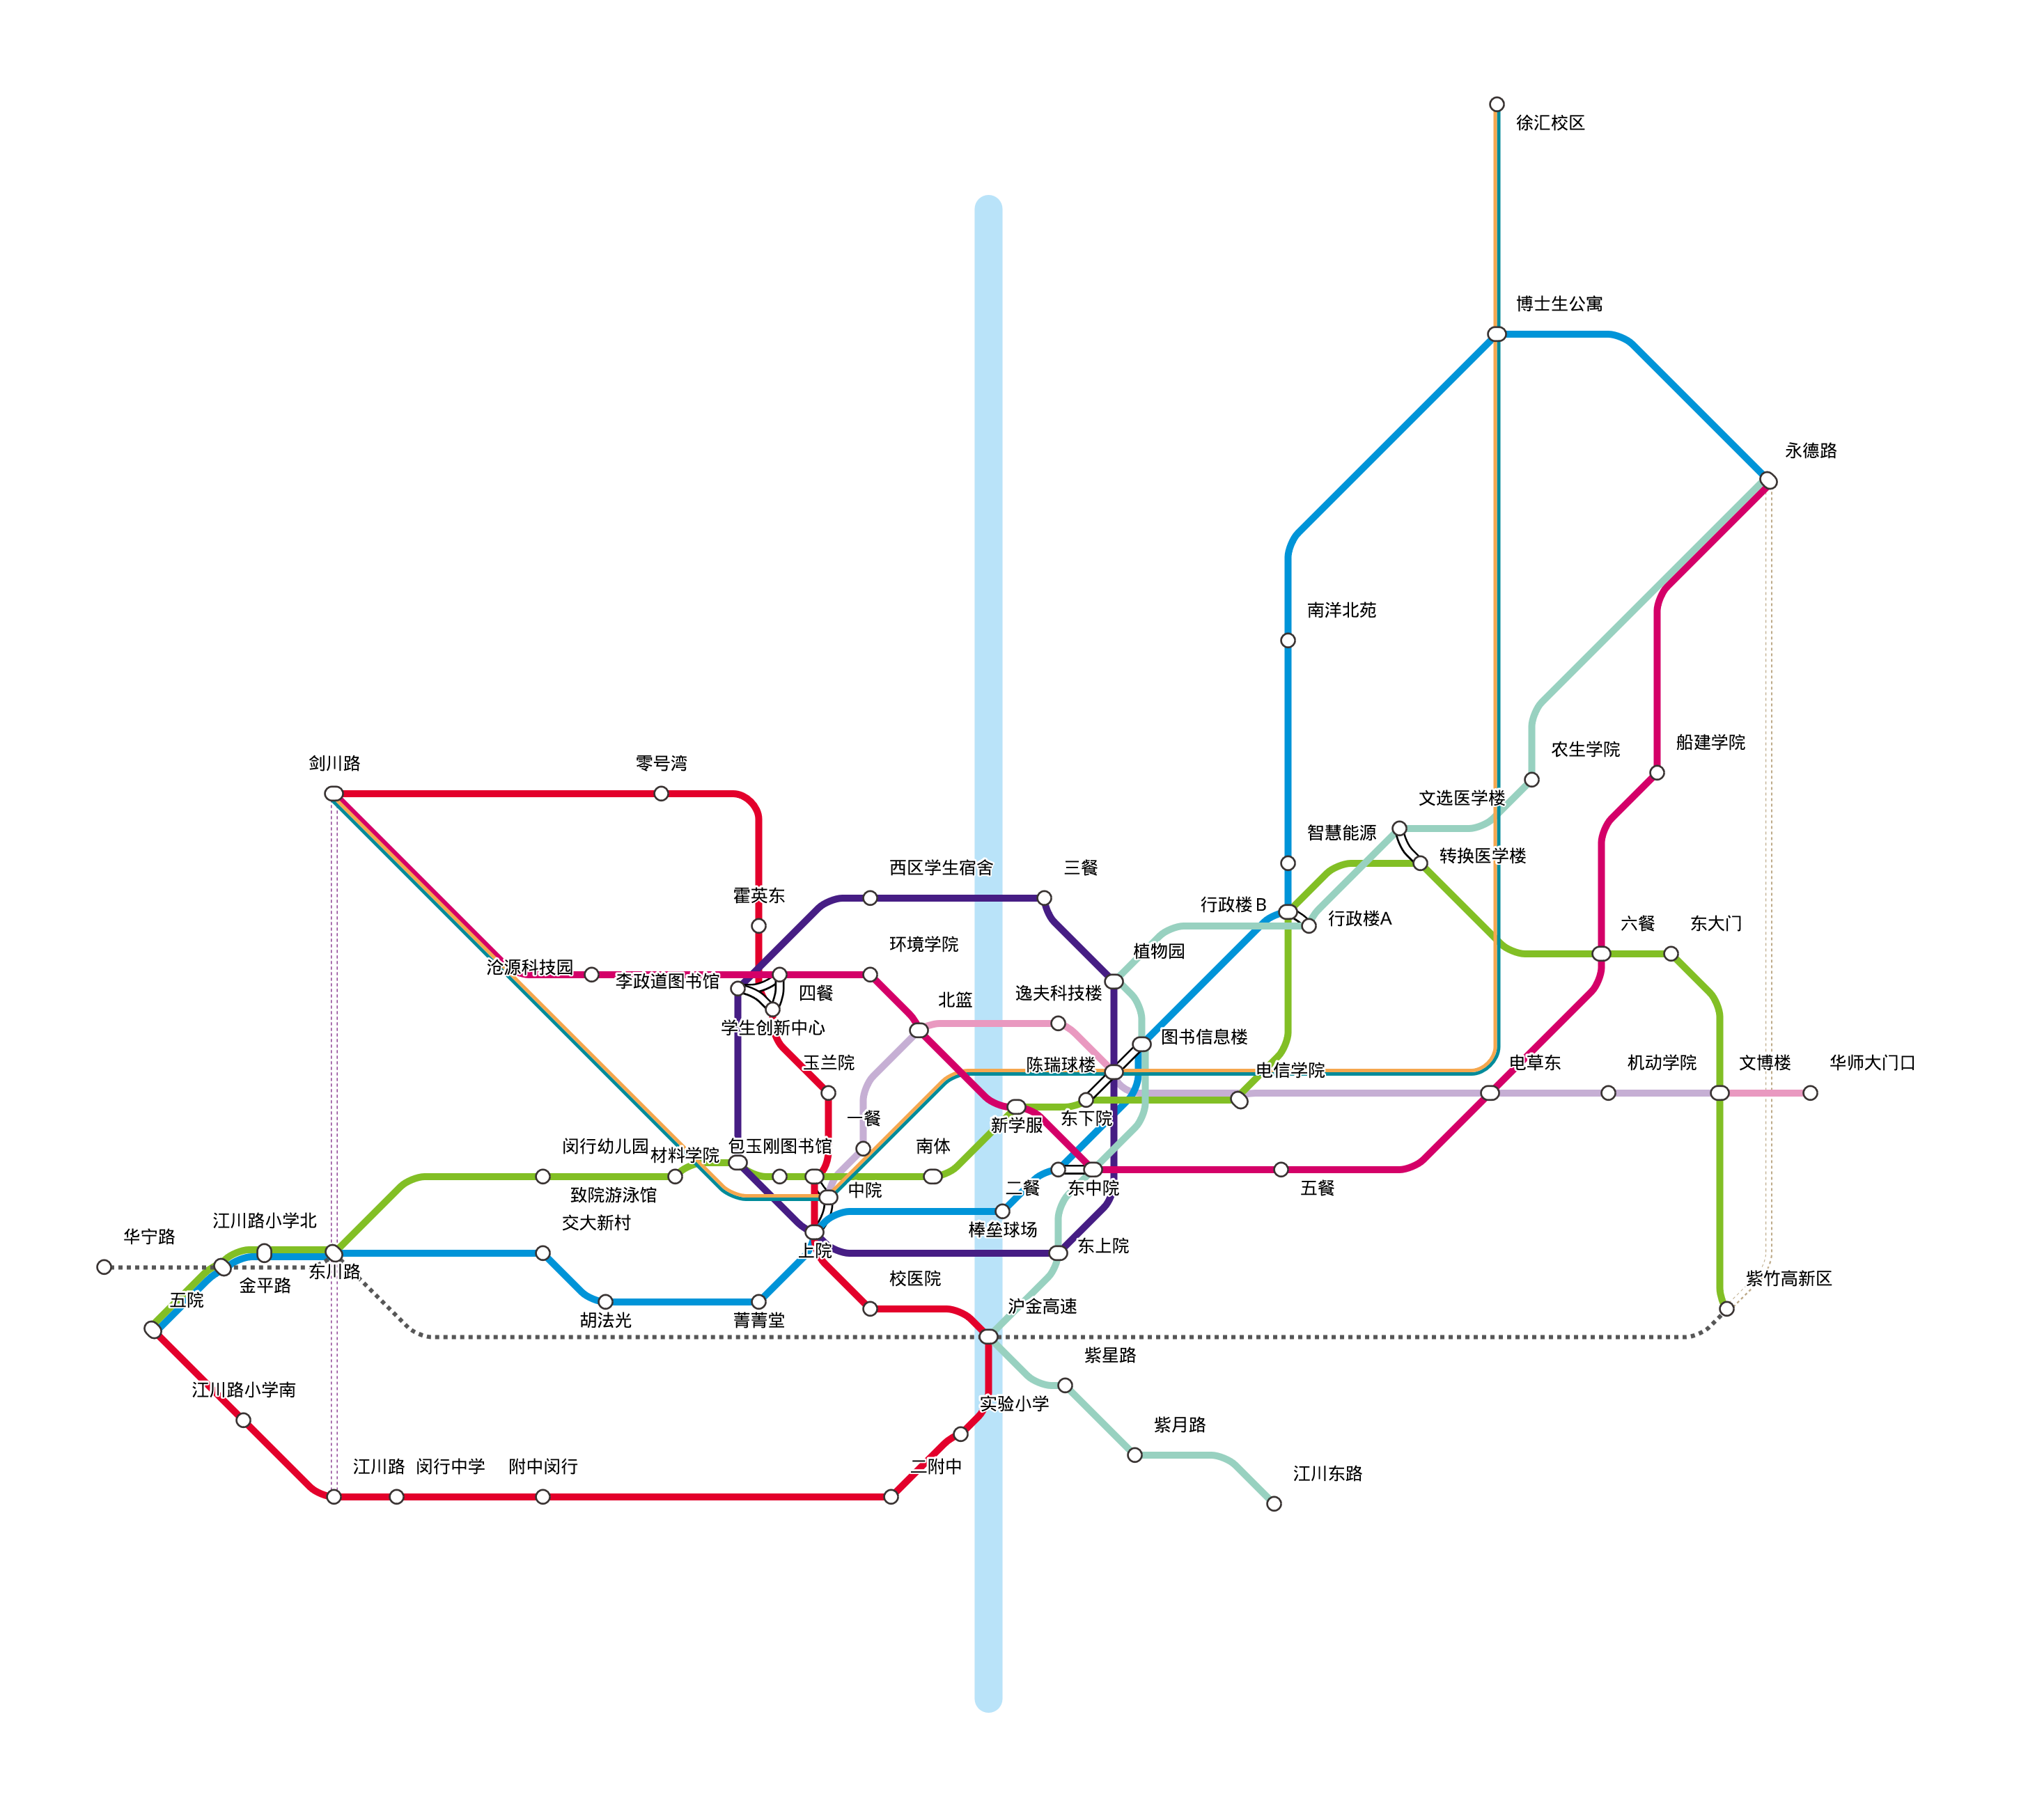 徐汇校区
博士生公寓
永德路
南洋北苑
船建学院
农生学院
剑川路
零号湾
文选医学楼
智慧能源
转换医学楼
西区学生宿舍
三餐
霍英东
行政楼B
行政楼A
六餐
东大门
环境学院
植物园
沧源科技园
李政道图书馆
四餐
北篮
逸夫科技楼
学生创新中心
图书信息楼
玉兰院
陈瑞球楼
电信学院
电草东
机动学院
文博楼
华师大门口
一餐
新学服
东下院
闵行幼儿园
材料学院
包玉刚图书馆
南体
致院游泳馆
中院
二餐
东中院
五餐
江川路小学北
交大新村
华宁路
棒垒球场
上院
东上院
东川路
金平路
校医院
紫竹高新区
五院
沪金高速
胡法光
菁菁堂
紫星路
江川路小学南
实验小学
紫月路
江川路
闵行中学
附中闵行
二附中
江川东路